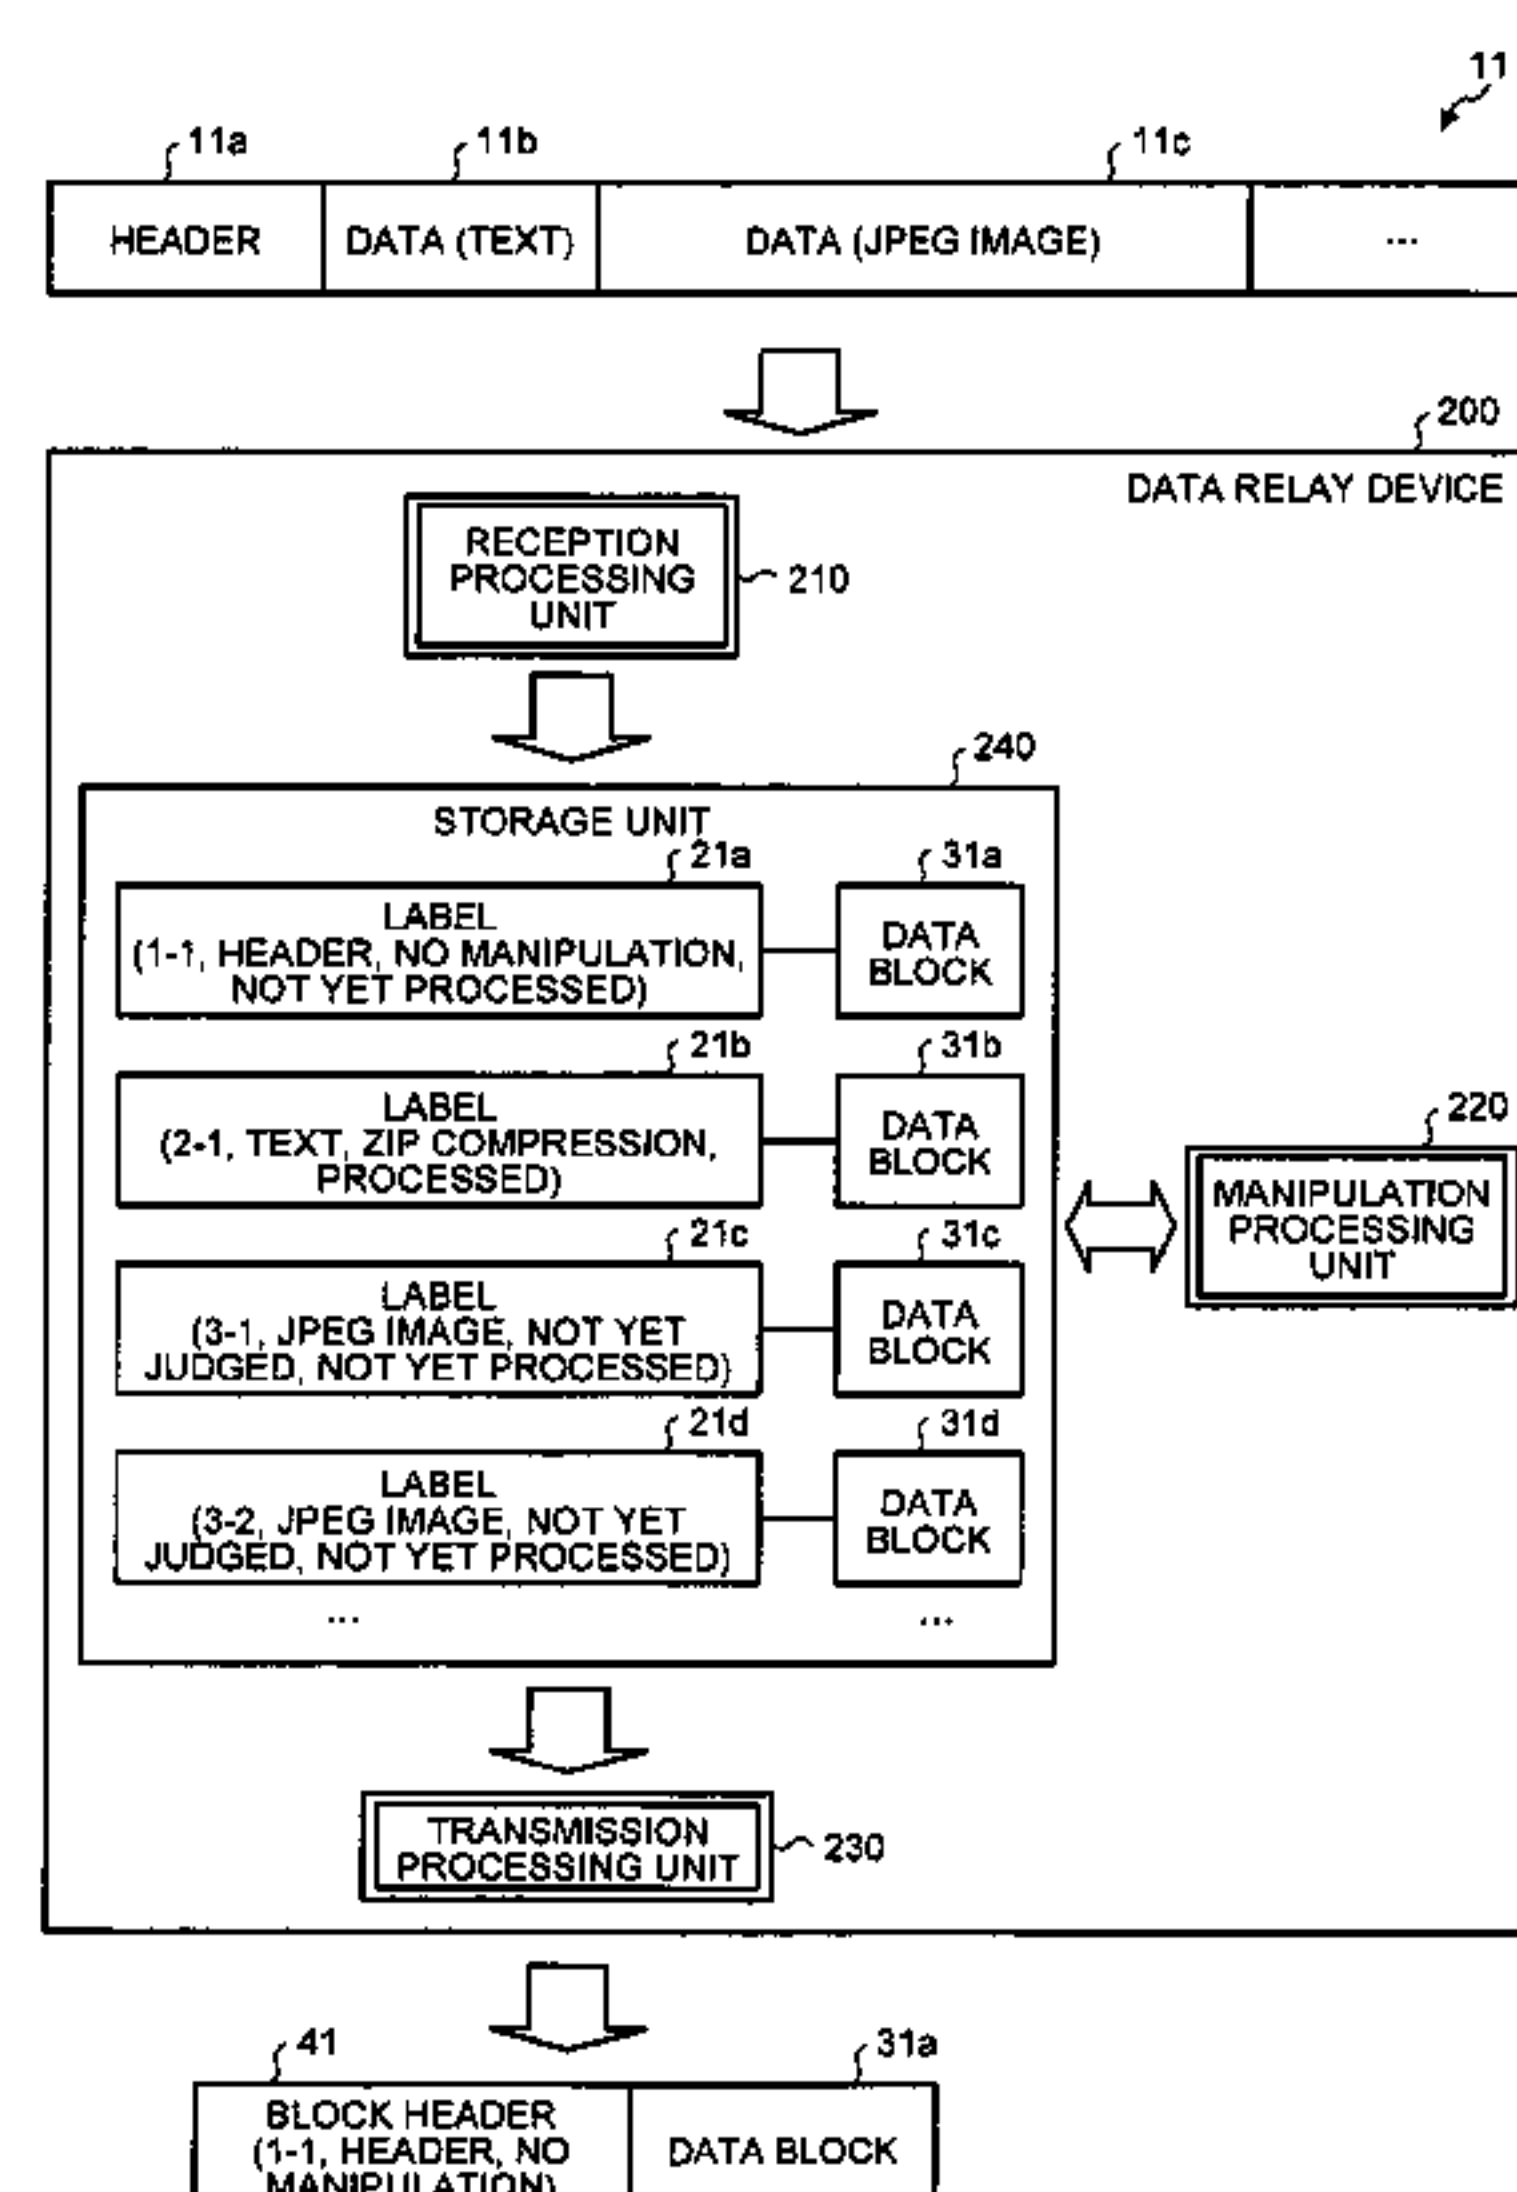 11
11a
11b
11c
HEADER
DATA (TEXT)
DATA (JPEG IMAGE)
...
200
DATA RELAY DEVICE
RECEPTION
PROCESSING
UNIT
210
240
STORAGE UNIT
21a
31a
LABEL
(1-1, HEADER, NO MANIPULATION,
NOT YET PROCESSED)
DATA
BLOCK
21b
31b
LABEL
(2-1, TEXT, ZIP COMPRESSION,
PROCESSED)
DATA
BLOCK
220
MANIPULATION
PROCESSING
UNIT
21c
31c
LABEL
(3-1, JPEG IMAGE, NOT YET
JUDGED, NOT YET PROCESSED)
DATA
BLOCK
21d
31d
LABEL
(3-2, JPEG IMAGE, NOT YET
JUDGED, NOT YET PROCESSED)
DATA
BLOCK
...
...
TRANSMISSION
PROCESSING UNIT
230
41
31a
BLOCK HEADER
(1-1, HEADER, NO
MANIPULATION)
DATA BLOCK